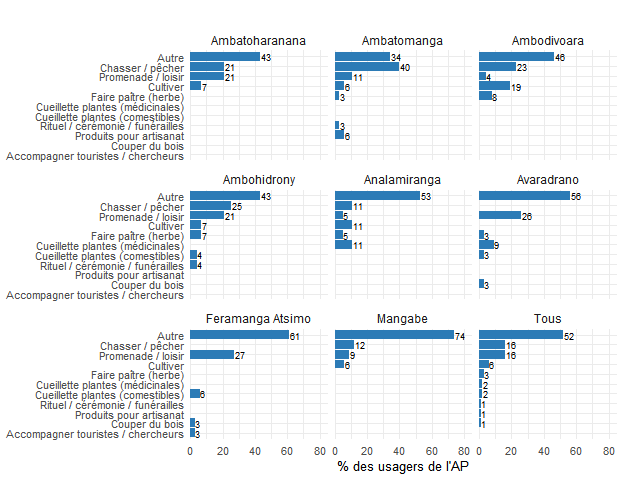 Ambatoharanana Ambatomanga Ambodivoara
Autre 43 34 46
Chasser / pêcher 21 40 23
Promenade / loisir 21 11 4
Cultiver 7 6 19
Faire paître (herbe) 3 8
Cueillette plantes (médicinales)
Cueillette plantes (comestibles)
Rituel / cérémonie / funérailles 3
Produits pour artisanat 6
Couper du bois
Accompagner touristes / chercheurs
Ambohidrony Analamiranga Avaradrano
Autre 43 53 56
Chasser / pêcher 25 11
Promenade / loisir 21 5 26
Cultiver 7 11
Faire paître (herbe) 7 5 3
Cueillette plantes (médicinales) 11 9
Cueillette plantes (comestibles) 4 3
Rituel / cérémonie / funérailles 4
Produits pour artisanat
Couper du bois 3
Accompagner touristes / chercheurs
Feramanga Atsimo Mangabe Tous
Autre 61 74 52
Chasser / pêcher 12 16
Promenade / loisir 27 9 16
Cultiver 6 6
Faire paître (herbe) 3
Cueillette plantes (médicinales) 2
Cueillette plantes (comestibles) 6 2
Rituel / cérémonie / funérailles 1
Produits pour artisanat 1
Couper du bois 3 1
Accompagner touristes / chercheurs 3
0 20 40 60 80 0 20 40 60 80 0 20 40 60 80
% des usagers de l'AP